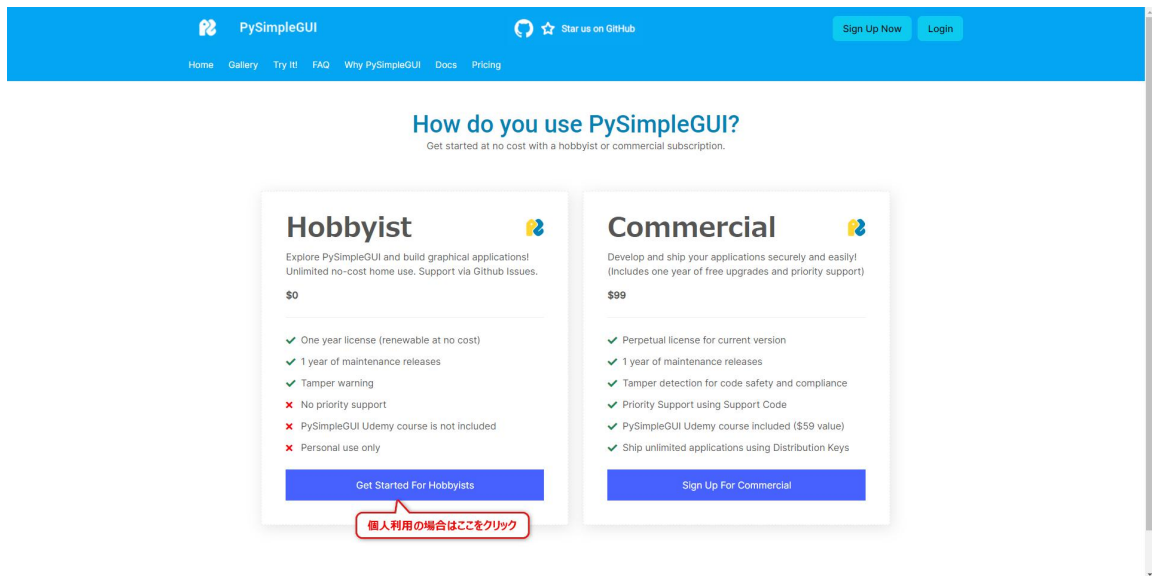 PySimpleGUI
Star us on GitHub
Sign Up Now
Login
Home Gallery Try It! FAQ Why PySimpleGUI Docs Pricing
How do you use PySimpleGUI?
Get started at no cost with a hobbyist or commercial subscription.
Hobbyist
Explore PySimpleGUI and build graphical applications!
Unlimited no-cost home use. Support via Github Issues.
$0
One year license (renewable at no cost)
1 year of maintenance releases
Tamper warning
No priority support
PySimpleGUI Udemy course is not included
Personal use only
Get Started For Hobbyists
個人利用の場合はここをクリック
Commercial
Develop and ship your applications securely and easily!
(Includes one year of free upgrades and priority support)
$99
Perpetual license for current version
1 year of maintenance releases
Tamper detection for code safety and compliance
Priority Support using Support Code
PySimpleGUI Udemy course included ($59 value)
Ship unlimited applications using Distribution Keys
Sign Up For Commercial